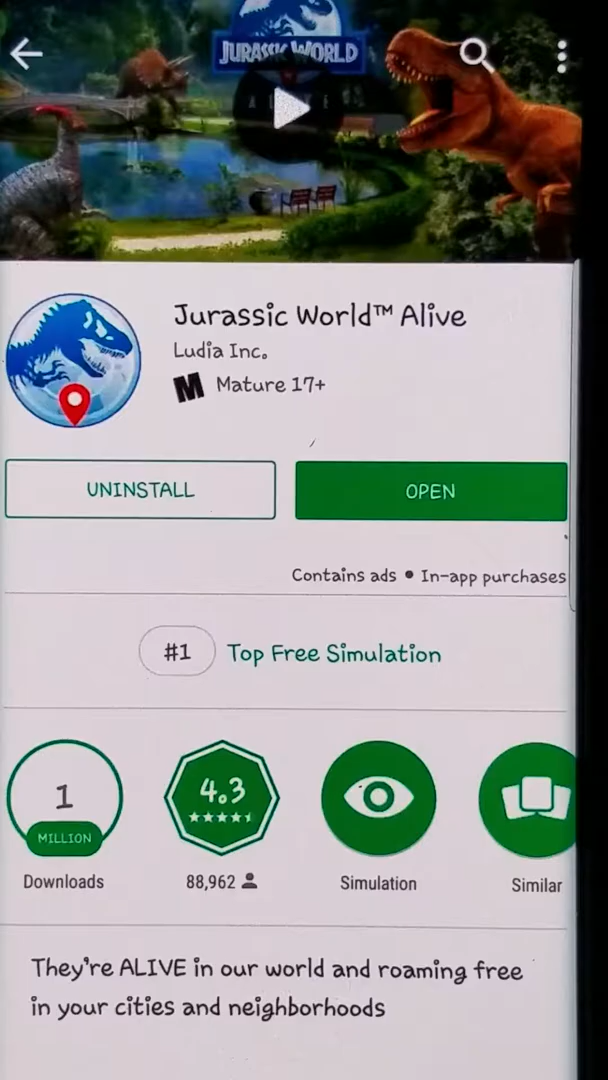 JURASSIC WORLD
Jurassic World™ Alive
Ludia Inc.
M Mature 17+
UNINSTALL
OPEN
Contains ads • In-app purchases
#1 Top Free Simulation
1
MILLION
Downloads
4.3
88,962
Simulation
Similar
They're ALIVE in our world and roaming free
in your cities and neighborhoods